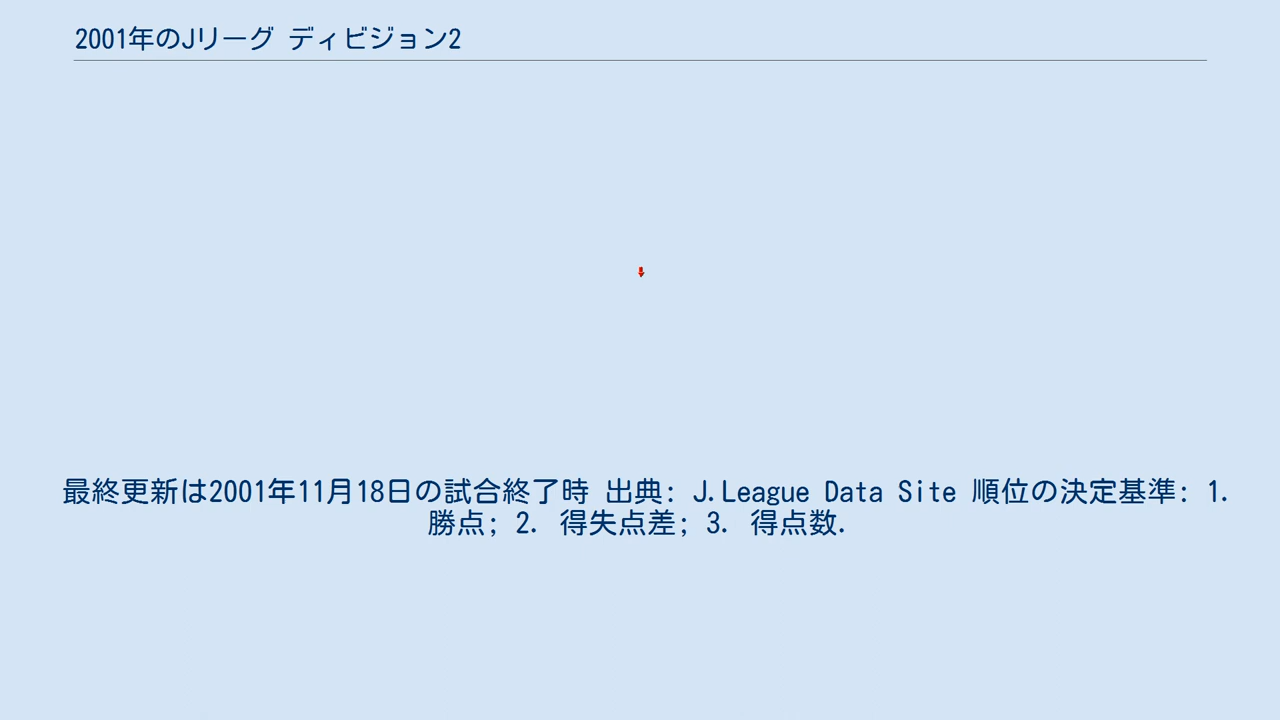 2001年のJリーグ ディビジョン2
最終更新は2001年11月18日の試合終了時 出典: J.League Data Site 順位の決定基準: 1.
勝点; 2. 得失点差; 3. 得点数.